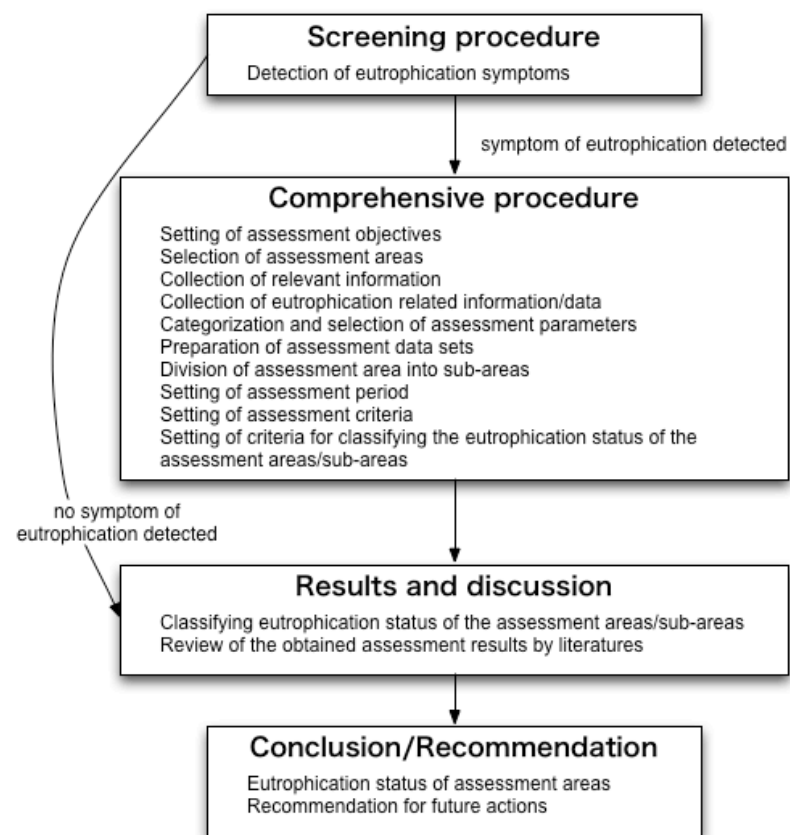 Screening procedure
Detection of eutrophication symptoms
symptom of eutrophication detected
Comprehensive procedure
Setting of assessment objectives
Selection of assessment areas
Collection of relevant information
Collection of eutrophication related information/data
Categorization and selection of assessment parameters
Preparation of assessment data sets
Division of assessment area into sub-areas
Setting of assessment period
Setting of assessment criteria
Setting of criteria for classifying the eutrophication status of the
assessment areas/sub-areas
no symptom of
eutrophication detected
Results and discussion
Classifying eutrophication status of the assessment areas/sub-areas
Review of the obtained assessment results by literatures
Conclusion/Recommendation
Eutrophication status of assessment areas
Recommendation for future actions